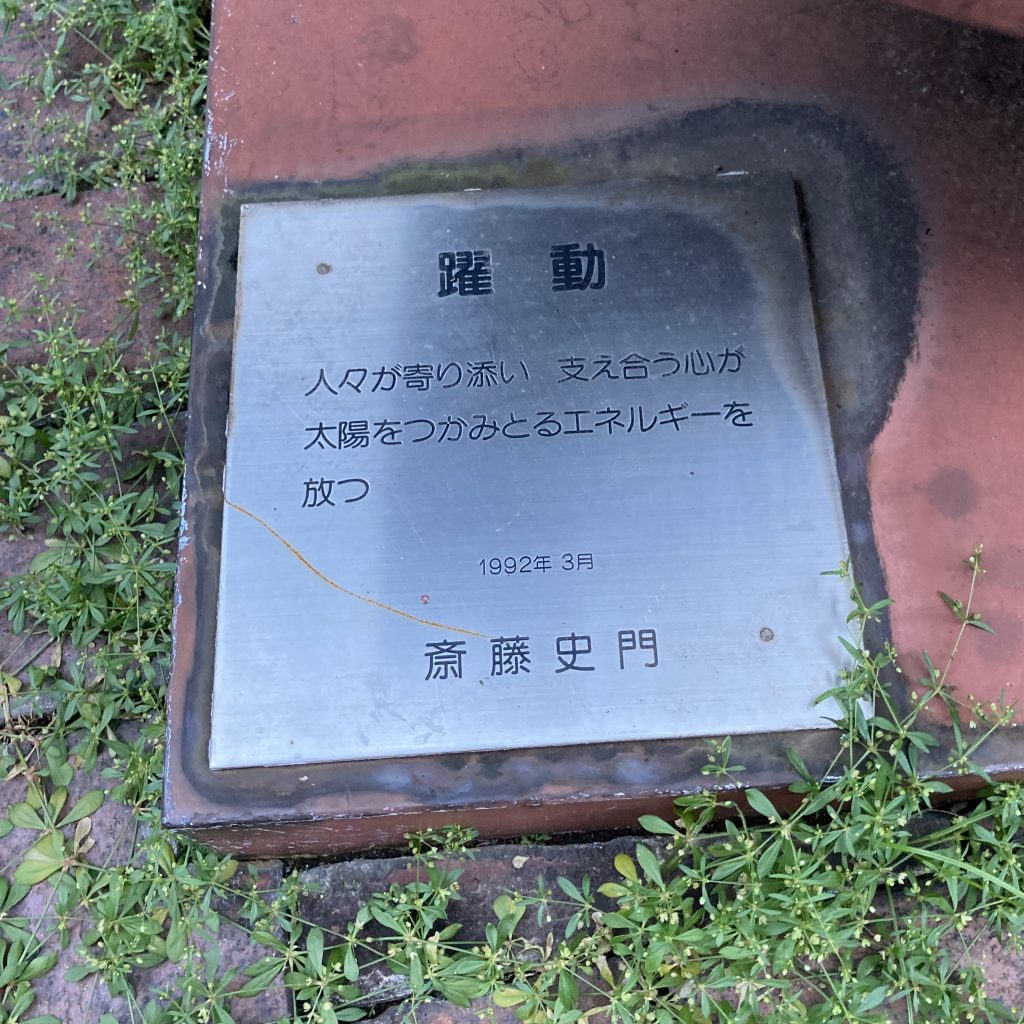 躍動
人々が寄り添い 支え合う心が
太陽をつかみとるエネルギーを
放つ
1992年 3月
斎藤史門